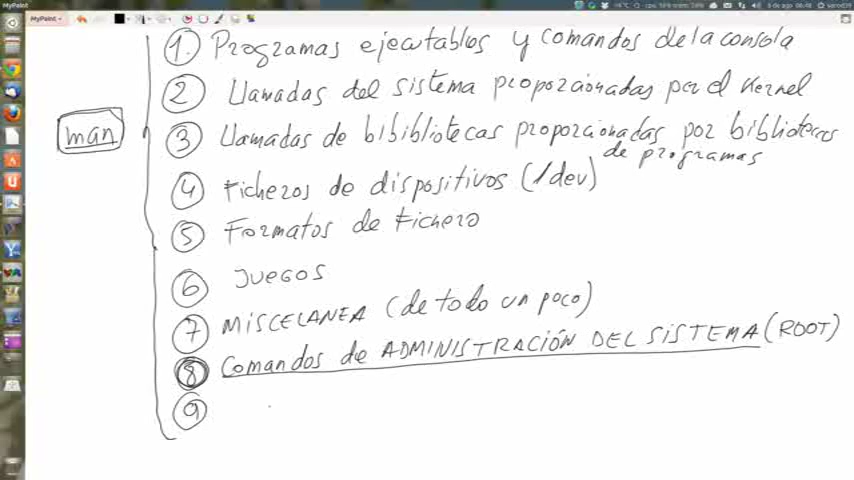 MyPaint
MyPaint
man
1. Programas ejecutables y comandos de la consola
2 Llamadas del sistema proporcionadas por el Kernel
3 Llamadas de bibibliotecas proporcionadas por bibliotecas
de programas
4 Ficheros de dispositivos (/dev)
5 Formatos de Fichero
6 JUEGOS
7 MISCELANEA (de todo un poco)
8 Comandos de ADMINISTRACIÓN DEL SISTEMA (ROOT)
9